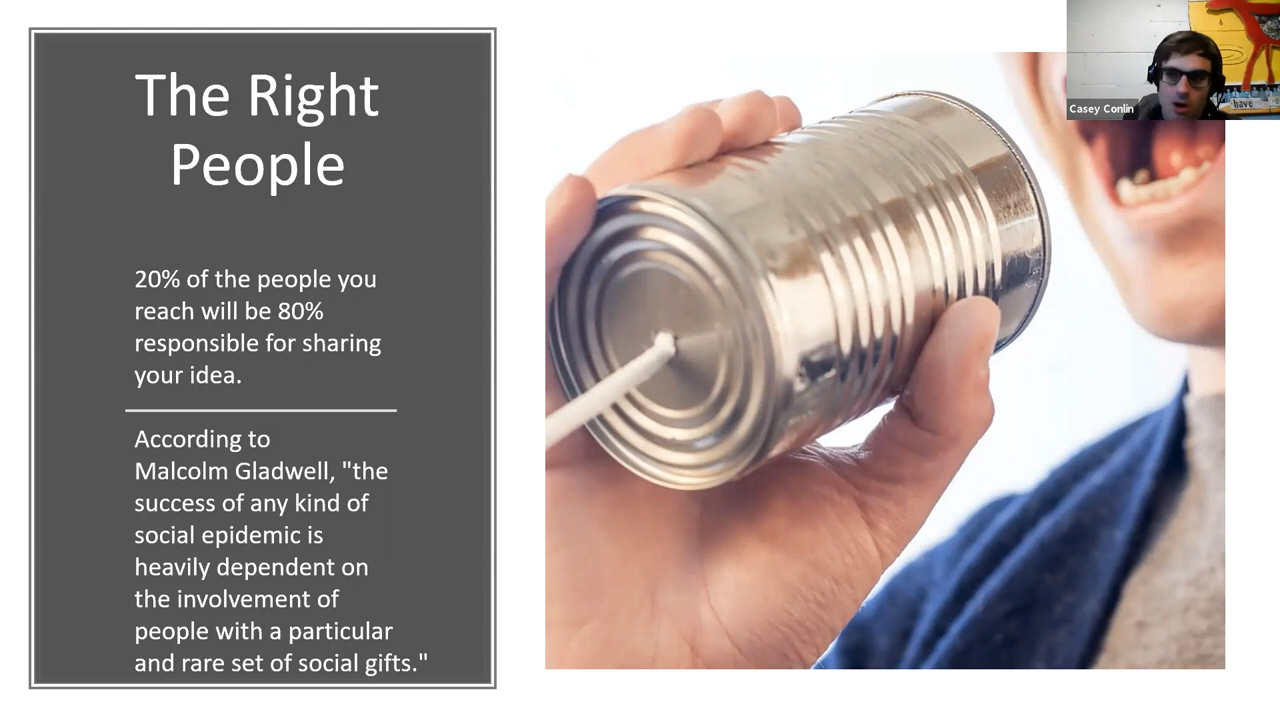 The Right
People
20% of the people you
reach will be 80%
responsible for sharing
your idea.
According to
Malcolm Gladwell, "the
success of any kind of
social epidemic is
heavily dependent on
the involvement of
people with a particular
and rare set of social gifts."
Casey Conlin
have